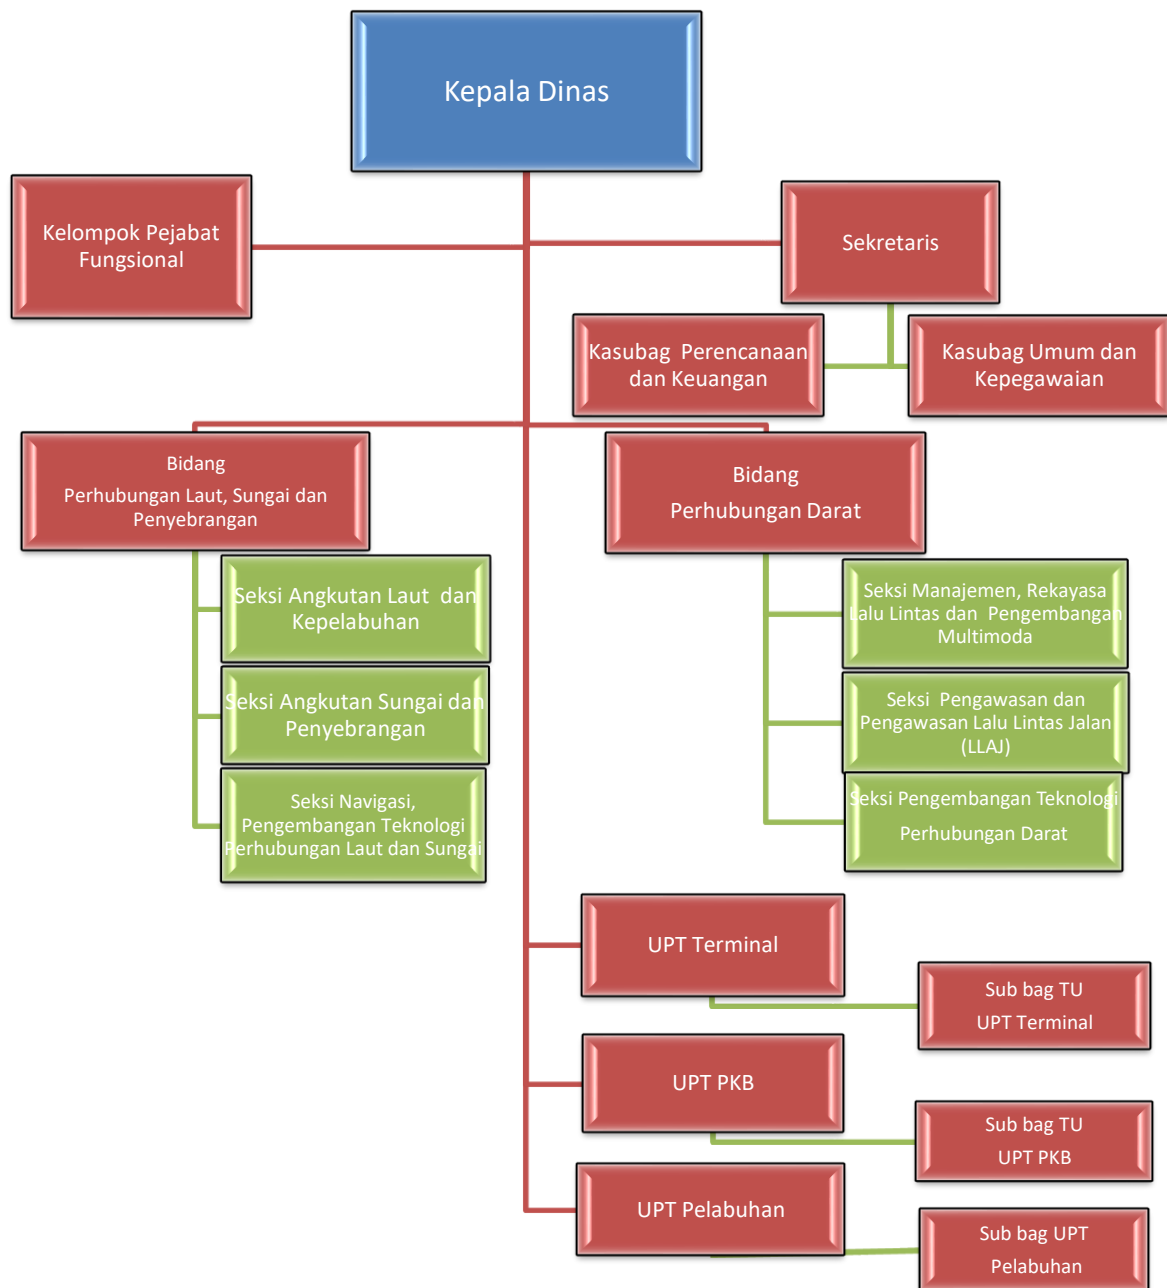 Kepala Dinas
Kelompok Pejabat
Fungsional
Sekretaris
Kasubag  Perencanaan
dan Keuangan
Kasubag Umum dan
Kepegawaian
Bidang
Perhubungan Laut, Sungai dan
Penyebrangan
Bidang
Perhubungan Darat
Seksi Angkutan Laut  dan
Kepelabuhan
Seksi Angkutan Sungai dan
Penyebrangan
Seksi Navigasi,
Pengembangan Teknologi
Perhubungan Laut dan Sungai
Seksi Manajemen, Rekayasa
Lalu Lintas dan  Pengembangan
Multimoda
Seksi  Pengawasan dan
Pengawasan Lalu Lintas Jalan
(LLAJ)
Seksi Pengembangan Teknologi
Perhubungan Darat
UPT Terminal
Sub bag TU
UPT Terminal
UPT PKB
Sub bag TU
UPT PKB
UPT Pelabuhan
Sub bag UPT
Pelabuhan